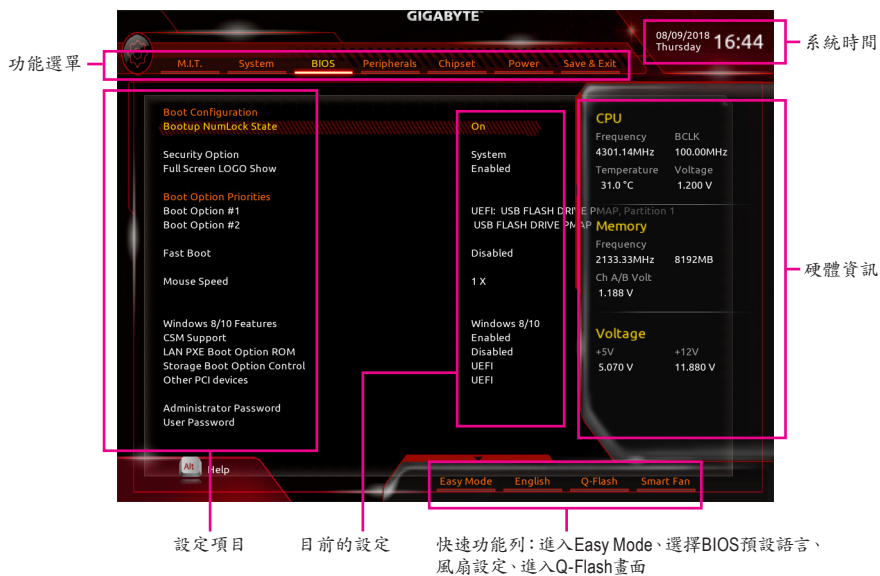 GIGABYTE
08/09/2018
Thursday
16:44
系統時間
功能選單
M.I.T. System BIOS Peripherals Chipset Power Save & Exit
Boot Configuration
Bootup NumLock State On
Security Option System
Full Screen LOGO Show Enabled
Boot Option Priorities
Boot Option #1 UEFI: USB FLASH DRIVE PMAP, Partition 1
Boot Option #2 USB FLASH DRIVE PMAP
Fast Boot Disabled
Mouse Speed 1 X
Windows 8/10 Features Windows 8/10
CSM Support Enabled
LAN PXE Boot Option ROM Disabled
Storage Boot Option Control UEFI
Other PCI devices UEFI
Administrator Password
User Password
CPU
Frequency BCLK
4301.14MHz 100.00MHz
Temperature Voltage
31.0 °C 1.200 V
Memory
Frequency
2133.33MHz 8192MB
Ch A/B Volt
1.188 V
Voltage
+5V +12V
5.070 V 11.880 V
硬體資訊
Alt Help
Easy Mode English Q-Flash Smart Fan
設定項目
目前的設定
快速功能列：進入Easy Mode、選擇BIOS預設語言、
風扇設定、進入Q-Flash畫面